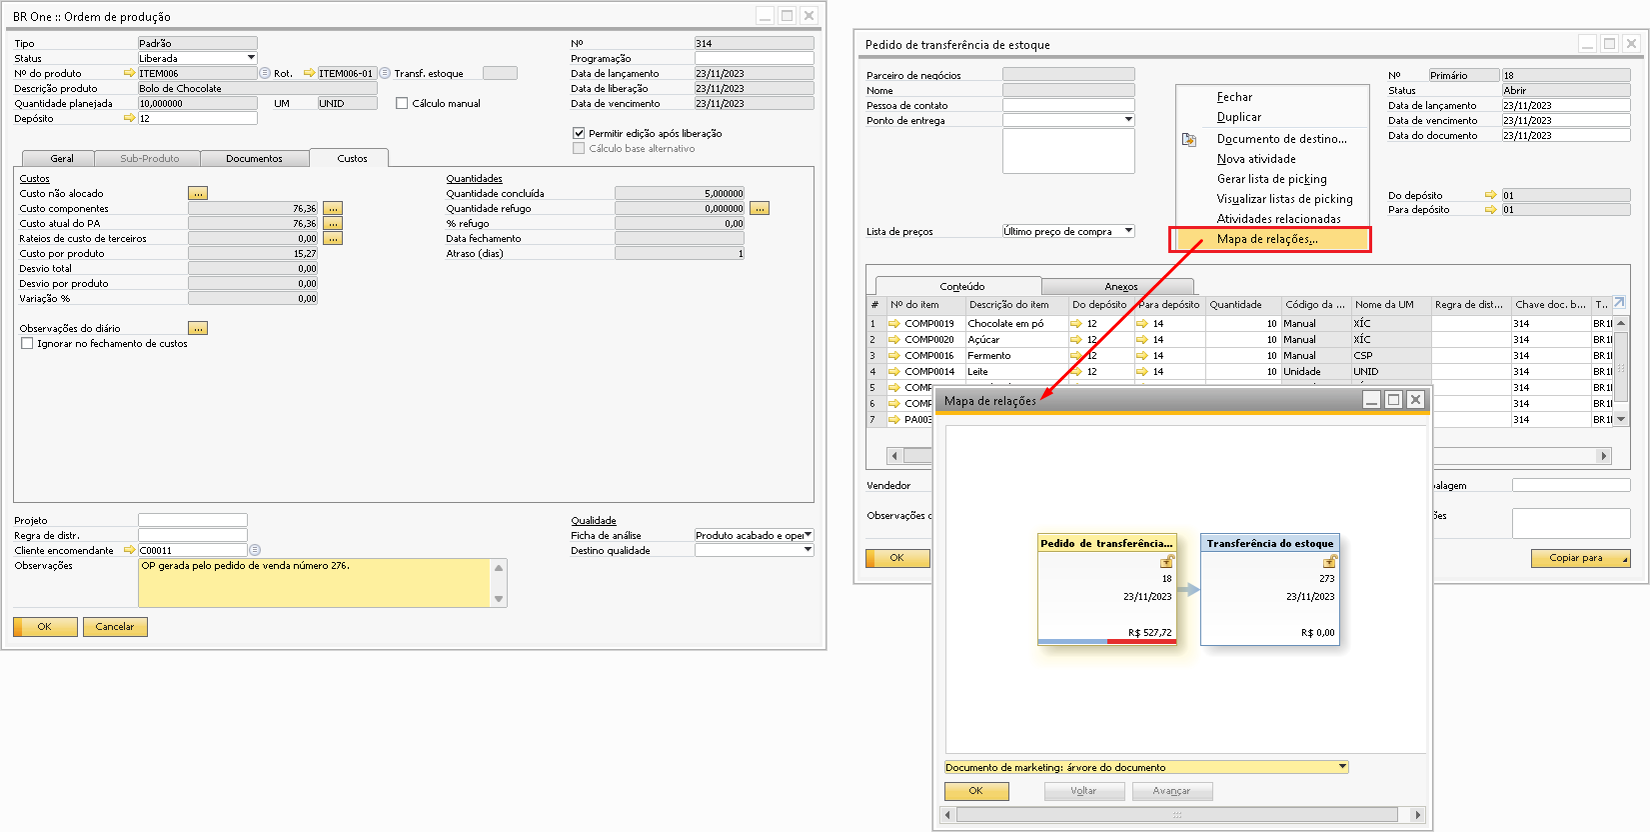 BR One :: Ordem de produção
Tipo Padrão
Status Liberada
Nº do produto ITEM006 Rot. ITEM006-01 Transf. estoque
Descrição produto Bolo de Chocolate
Quantidade planejada 10,000000 UM UNID Cálculo manual
Depósito 12
Nº 314
Programação
Data de lançamento 23/11/2023
Data de liberação 23/11/2023
Data de vencimento 23/11/2023
Permitir edição após liberação
Cálculo base alternativo
Geral Sub-Produto Documentos Custos
Custos
Custo não alocado ...
Custo componentes 76,36 ...
Custo atual do PA 76,36 ...
Rateios de custo de terceiros 0,00 ...
Custo por produto 15,27
Desvio total 0,00
Desvio por produto 0,00
Variação % 0,00
Observações do diário ...
Ignorar no fechamento de custos
Quantidades
Quantidade concluída 5,000000
Quantidade refugo 0,000000 ...
% refugo 0,00
Data fechamento
Atraso (dias) 1
Projeto
Regra de distr.
Cliente encomendante C00011
Observações OP gerada pelo pedido de venda número 276.
Qualidade
Ficha de análise Produto acabado e oper
Destino qualidade
OK Cancelar
Pedido de transferência de estoque
Parceiro de negócios
Nome
Pessoa de contato
Ponto de entrega
Lista de preços Último preço de compra
Fechar
Duplicar
Documento de destino...
Nova atividade
Gerar lista de picking
Visualizar listas de picking
Atividades relacionadas
Mapa de relações...
Nº Primário 18
Status Abrir
Data de lançamento 23/11/2023
Data de vencimento 23/11/2023
Data do documento 23/11/2023
Do depósito 01
Para depósito 01
Conteúdo Anexos
# Nº do item Descrição do item Do depósito Para depósito Quantidade Código da ... Nome da UM Regra de dist... Chave doc. b... T..
1 COMP0019 Chocolate em pó 12 14 10 Manual XÍC 314 BR1I
2 COMP0020 Açúcar 12 14 10 Manual XÍC 314 BR1I
3 COMP0016 Fermento 12 14 10 Manual CSP 314 BR1I
4 COMP0014 Leite 12 14 10 Unidade UNID 314 BR1I
5 COMP 314 BR1I
6 COMP 314 BR1I
7 PA003 314 BR1I
Vendedor
Observações
balagem
OK Copiar para
Mapa de relações
Pedido de transferência...
18
23/11/2023
R$ 527,72
Transferência do estoque
273
23/11/2023
R$ 0,00
Documento de marketing: árvore do documento
OK Voltar Avançar